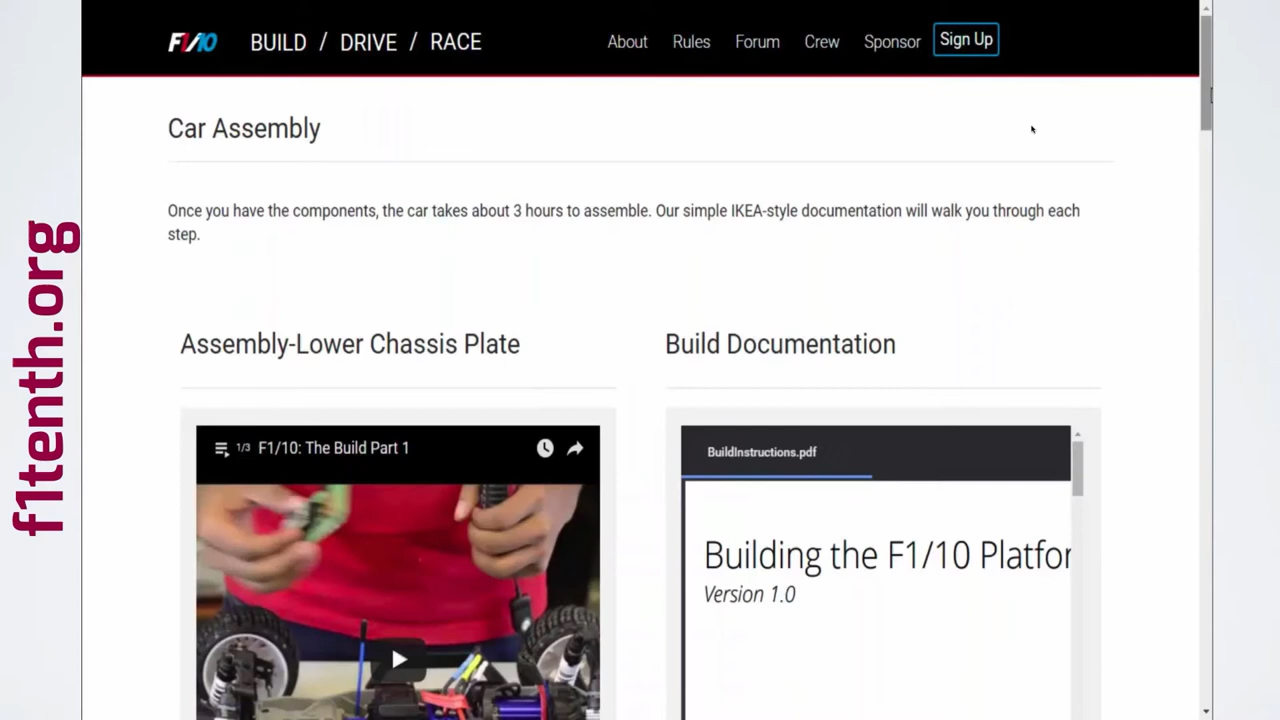 f1tenth.org
F1/10
BUILD / DRIVE / RACE
About
Rules
Forum
Crew
Sponsor
Sign Up
Car Assembly
Once you have the components, the car takes about 3 hours to assemble. Our simple IKEA-style documentation will walk you through each
step.
Assembly-Lower Chassis Plate
1/3 F1/10: The Build Part 1
Build Documentation
BuildInstructions.pdf
Building the F1/10 Platfor
Version 1.0